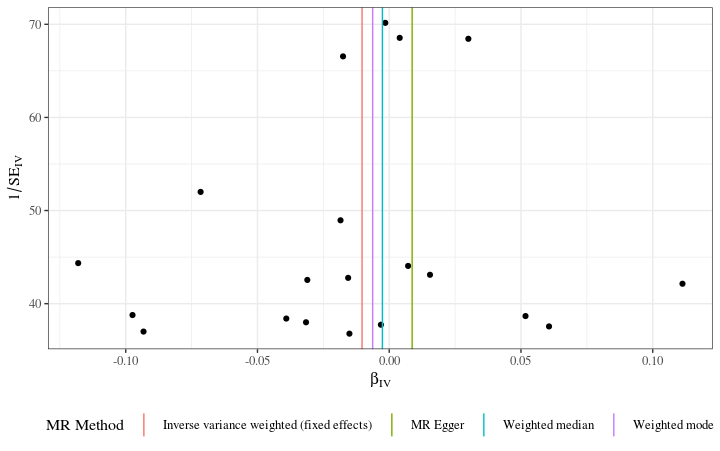 70
60
50
40
1/SE_IV
-0.10 -0.05 0.00 0.05 0.10
β_IV
MR Method Inverse variance weighted (fixed effects) MR Egger Weighted median Weighted mode